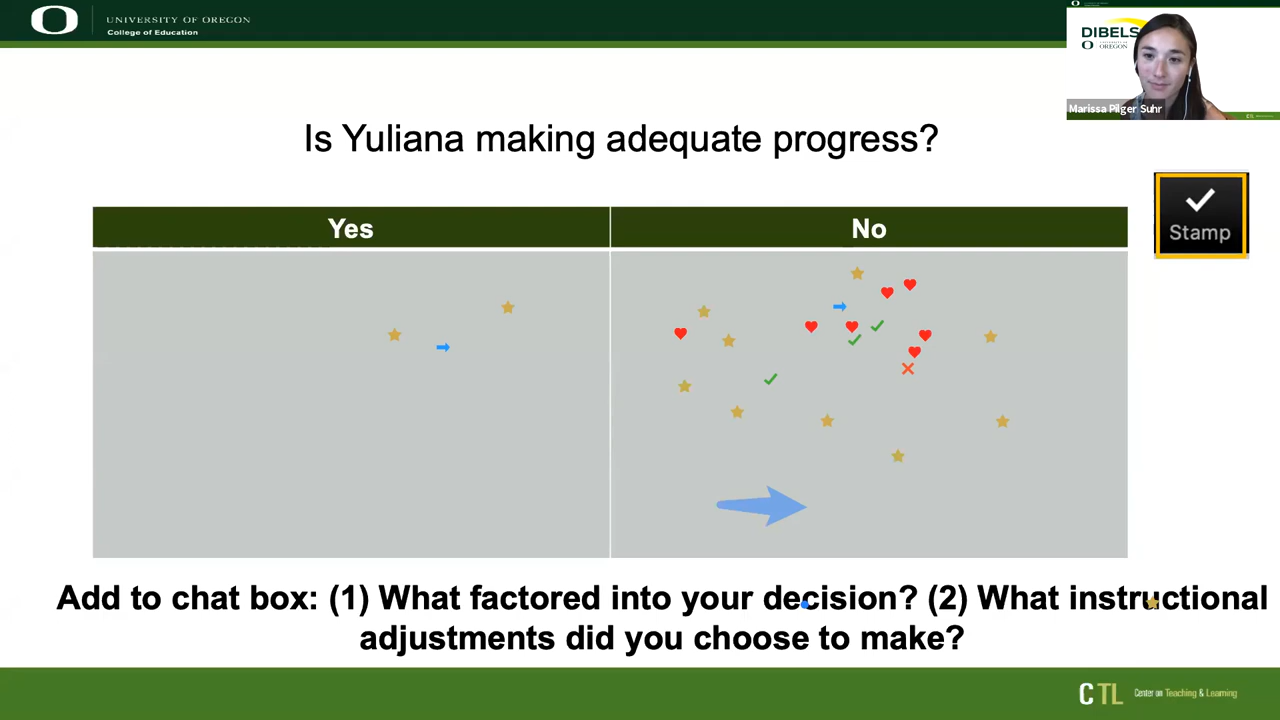 UNIVERSITY OF OREGON
College of Education
DIBELS
UNIVERSITY OF
OREGON
Marissa Pilger Suhr
Is Yuliana making adequate progress?
Stamp
Yes
No
Add to chat box: (1) What factored into your decision? (2) What instructional
adjustments did you choose to make?
CTL Center on Teaching & Learning